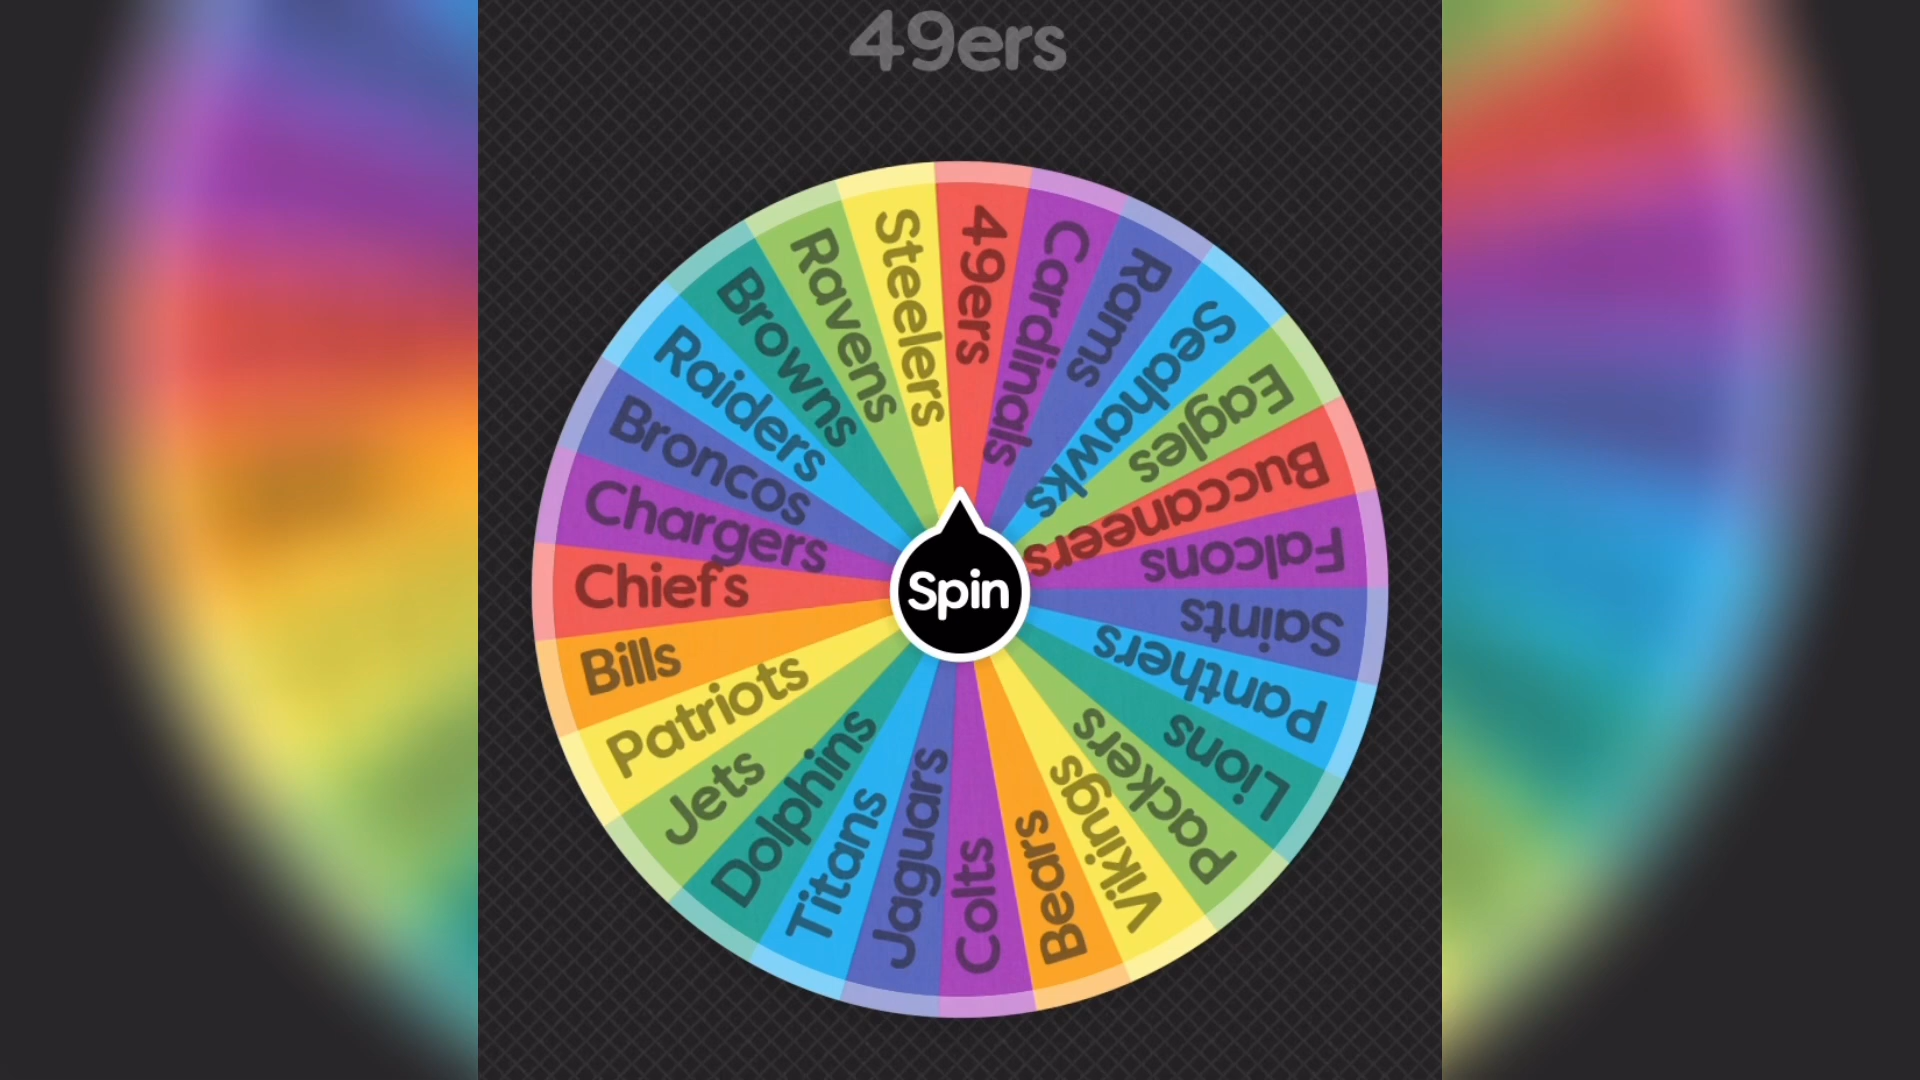 49ers
49ers
Cardinals
Rams
Seahawks
Eagles
Buccaneers
Falcons
Saints
Panthers
Lions
Packers
Vikings
Bears
Colts
Jaguars
Titans
Dolphins
Jets
Patriots
Bills
Chiefs
Chargers
Broncos
Raiders
Browns
Ravens
Steelers
Spin